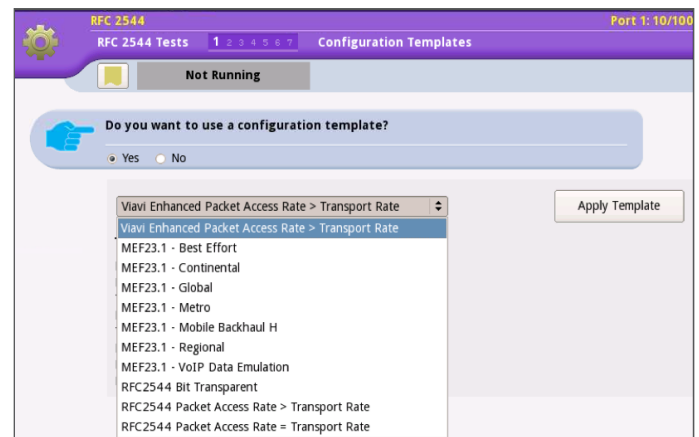 RFC 2544
Port 1: 10/100
RFC 2544 Tests 1 2 3 4 5 6 7 Configuration Templates
Not Running
Do you want to use a configuration template?
Yes No
Viavi Enhanced Packet Access Rate > Transport Rate
Apply Template
Viavi Enhanced Packet Access Rate > Transport Rate
MEF23.1 - Best Effort
MEF23.1 - Continental
MEF23.1 - Global
MEF23.1 - Metro
MEF23.1 - Mobile Backhaul H
MEF23.1 - Regional
MEF23.1 - VoIP Data Emulation
RFC2544 Bit Transparent
RFC2544 Packet Access Rate > Transport Rate
RFC2544 Packet Access Rate = Transport Rate